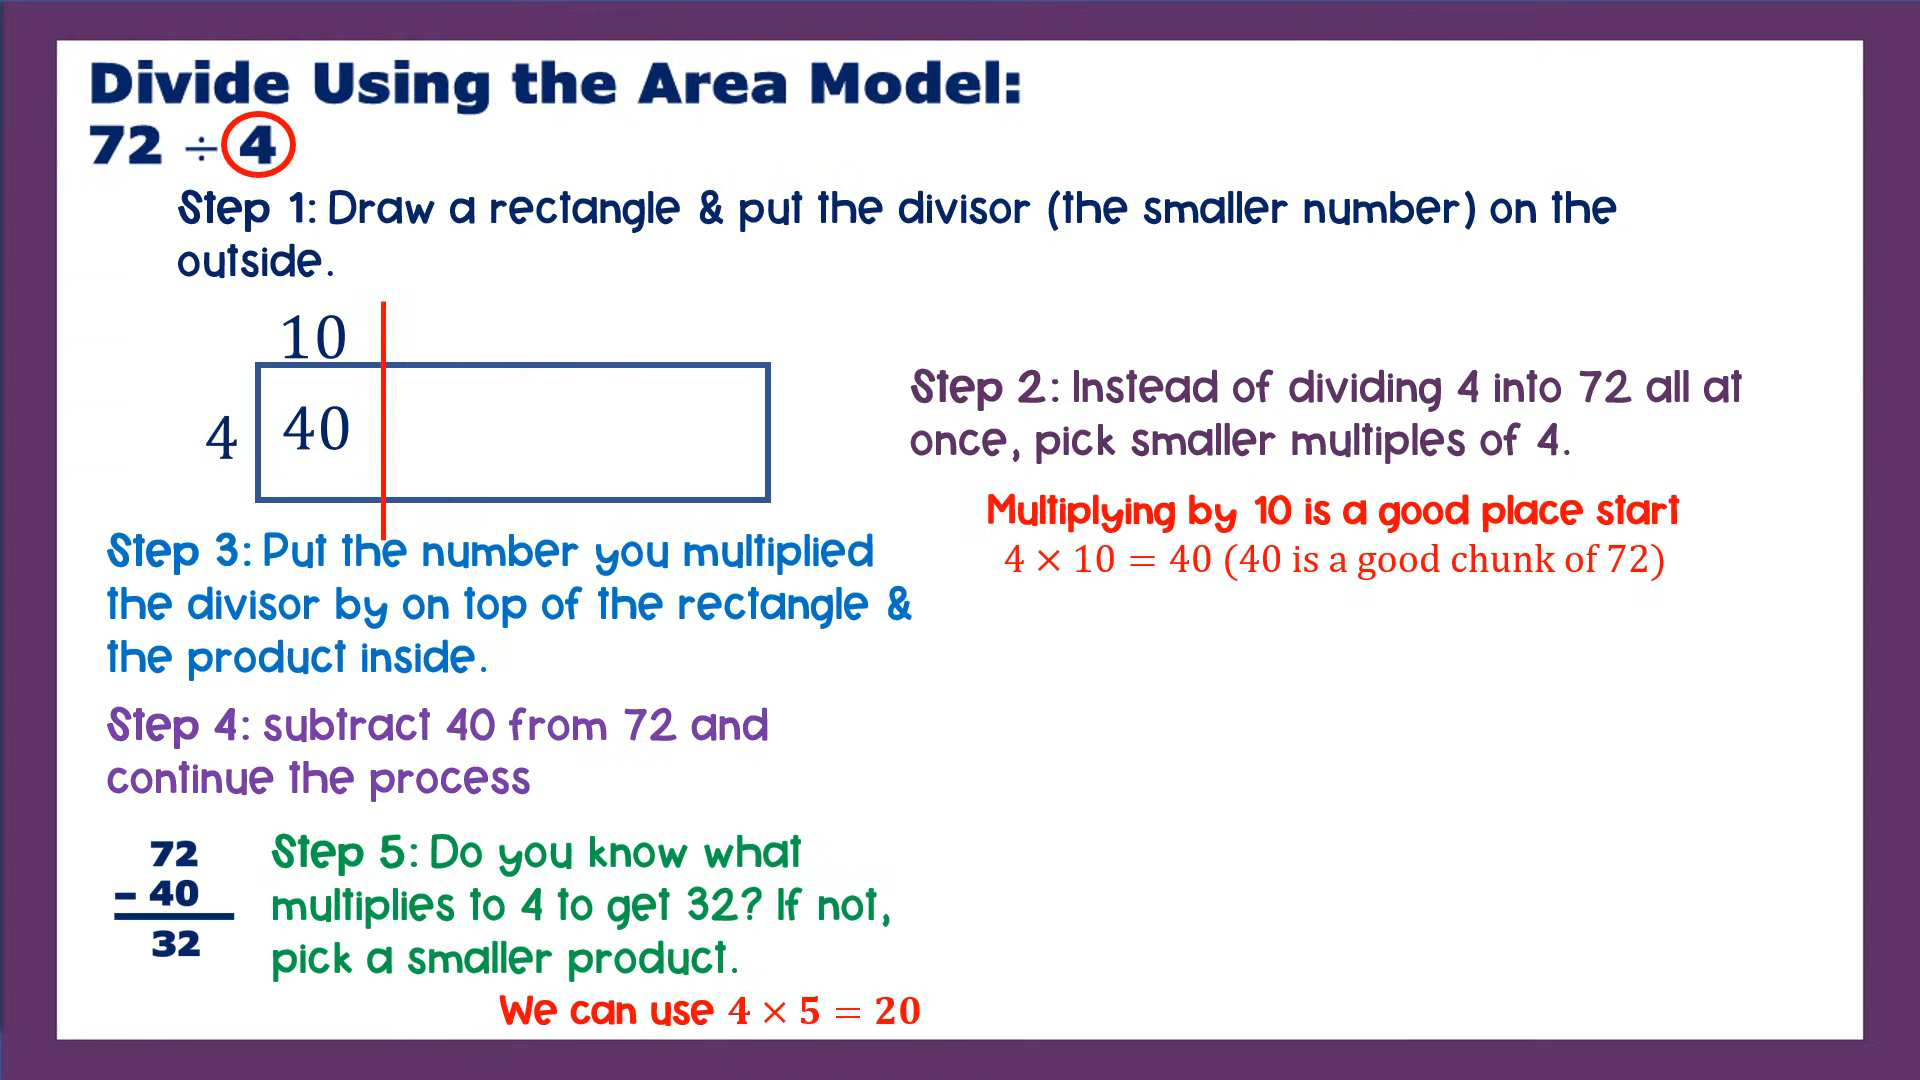 Divide Using the Area Model:
72 ÷ 4
Step 1: Draw a rectangle & put the divisor (the smaller number) on the
outside.
10
4
40
Step 2: Instead of dividing 4 into 72 all at
once, pick smaller multiples of 4.
Multiplying by 10 is a good place start
4 × 10 = 40 (40 is a good chunk of 72)
Step 3: Put the number you multiplied
the divisor by on top of the rectangle &
the product inside.
Step 4: subtract 40 from 72 and
continue the process
72
– 40
32
Step 5: Do you know what
multiplies to 4 to get 32? If not,
pick a smaller product.
We can use 4 × 5 = 20